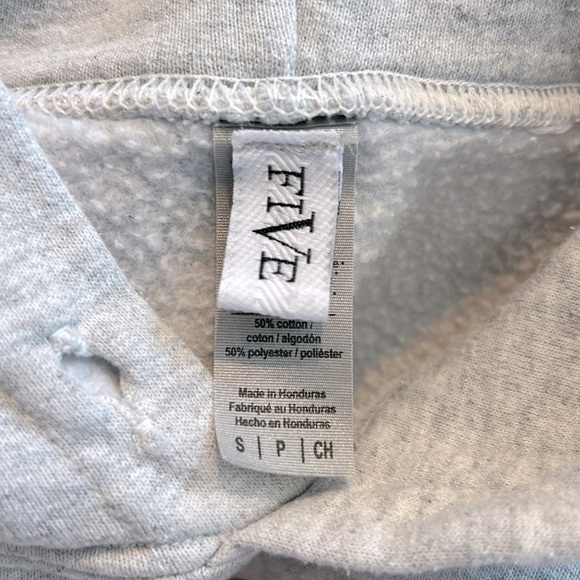 FIVE
50% cotton /
coton / algodón
50% polyester / poliéster
Made in Honduras
Fabriqué au Honduras
Hecho en Honduras
S | P | CH